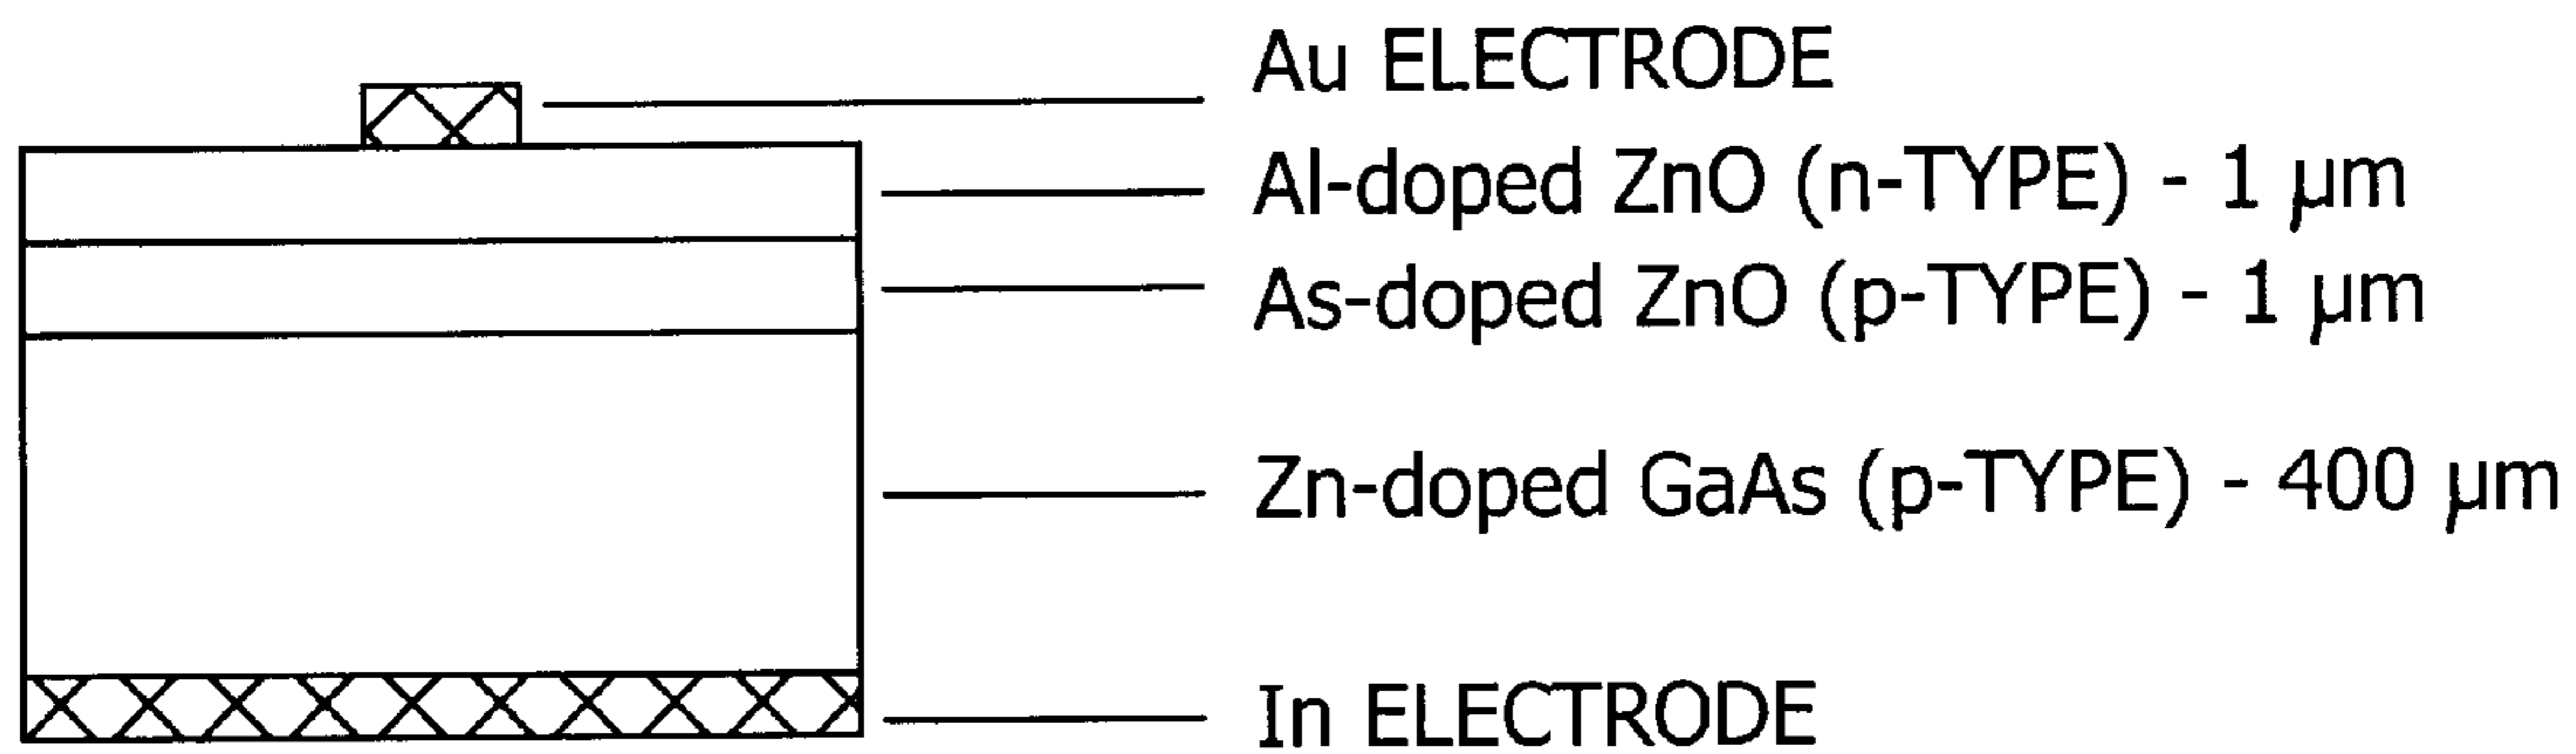 Au ELECTRODE
Al-doped ZnO (n-TYPE) - 1 µm
As-doped ZnO (p-TYPE) - 1 µm
Zn-doped GaAs (p-TYPE) - 400 µm
In ELECTRODE